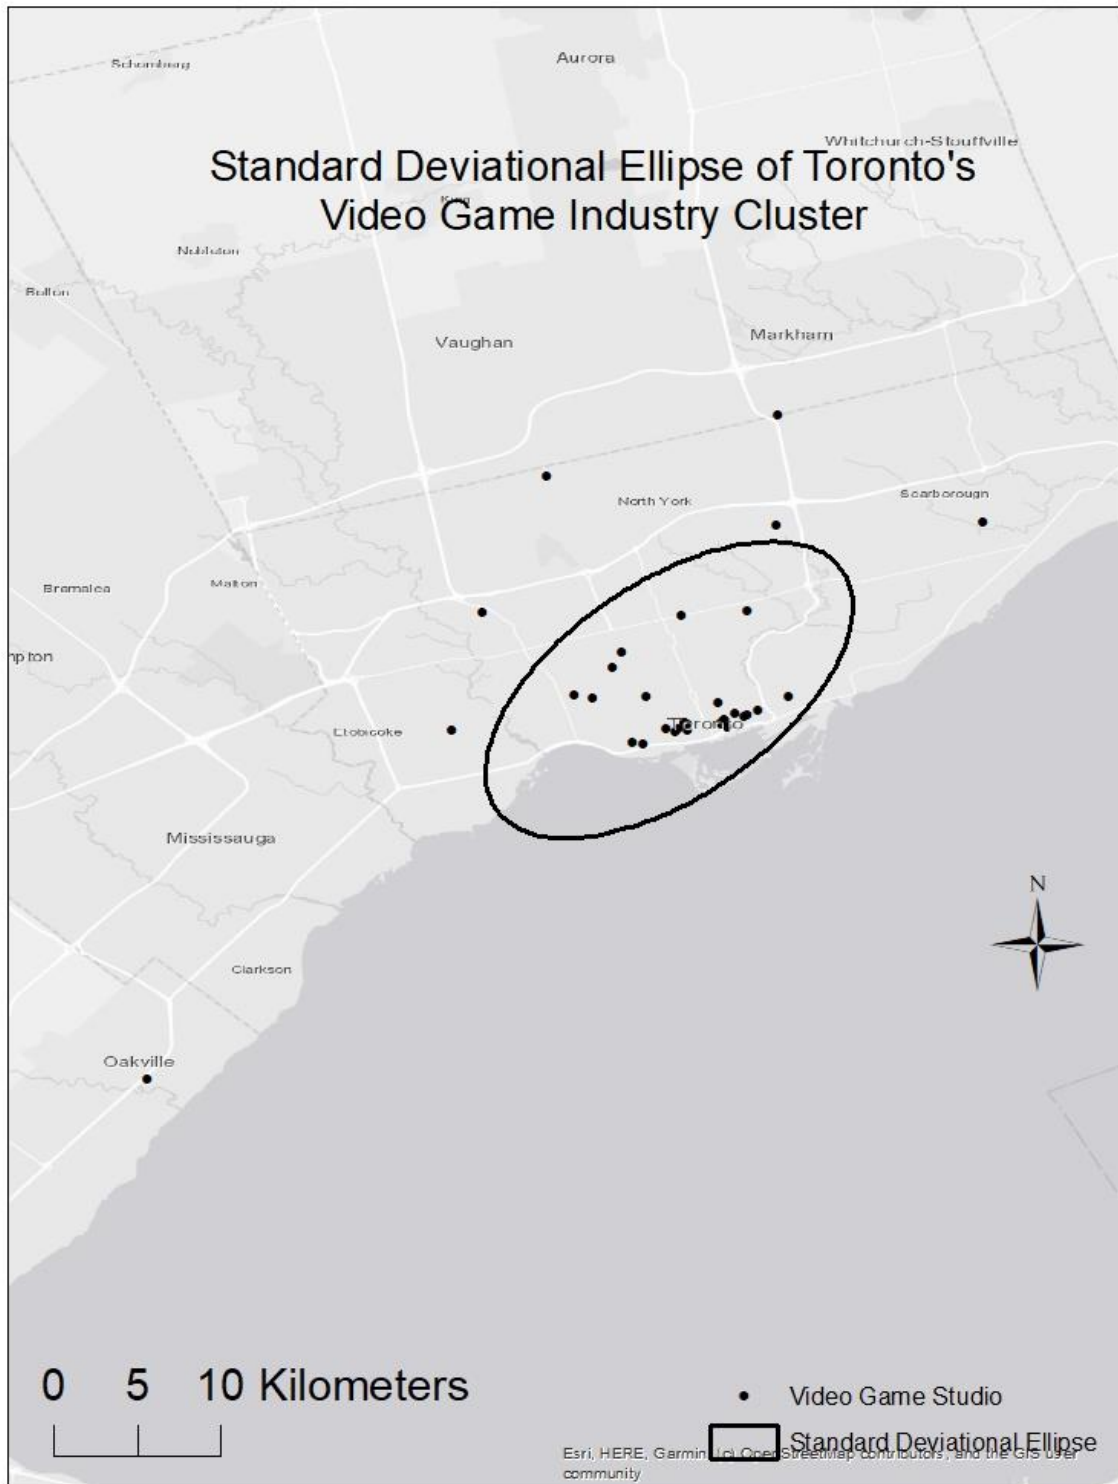 Schomberg
Aurora
Whitchurch-Stouffville
Standard Deviational Ellipse of Toronto's
King
Video Game Industry Cluster
Nobleton
Bolton
Vaughan
Markham
North York
Scarborough
Bramalea
Malton
mpton
Toronto
Etobicoke
Mississauga
N
Clarkson
Oakville
0 5 10 Kilometers
Video Game Studio
Standard Deviational Ellipse
Esri, HERE, Garmin, (c) OpenStreetMap contributors, and the GIS user
community